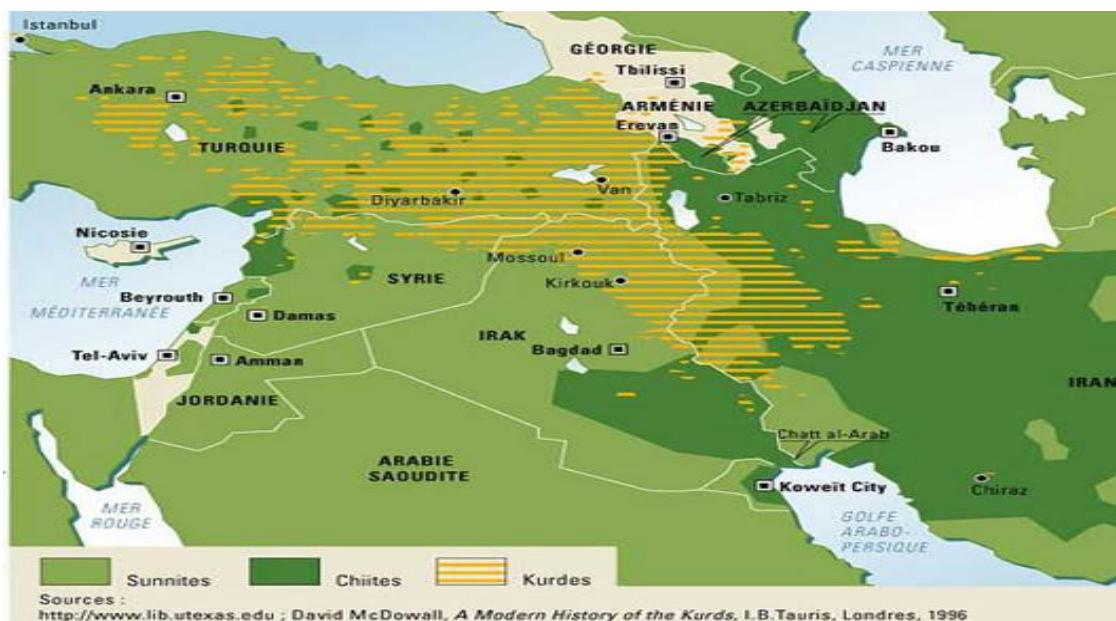 Istanbul
GÉORGIE
MER
CASPIENNE
Tbilissi
Ankara
ARMÉNIE
AZERBAÏDJAN
Erevan
Bakou
TURQUIE
Van
Diyarbakir
Tabriz
Nicosie
Mossoul
SYRIE
Kirkouk
MER
MÉDITERRANÉE
Beyrouth
Damas
Téhéran
IRAK
Tel-Aviv
Bagdad
Amman
IRAN
JORDANIE
Chatt al-Arab
ARABIE
SAOUDITE
Koweït City
Chiraz
MER
ROUGE
GOLFE
ARABO-
PERSIQUE
Sunnites Chiites Kurdes
Sources :
http://www.lib.utexas.edu ; David McDowall, A Modern History of the Kurds, I.B.Tauris, Londres, 1996